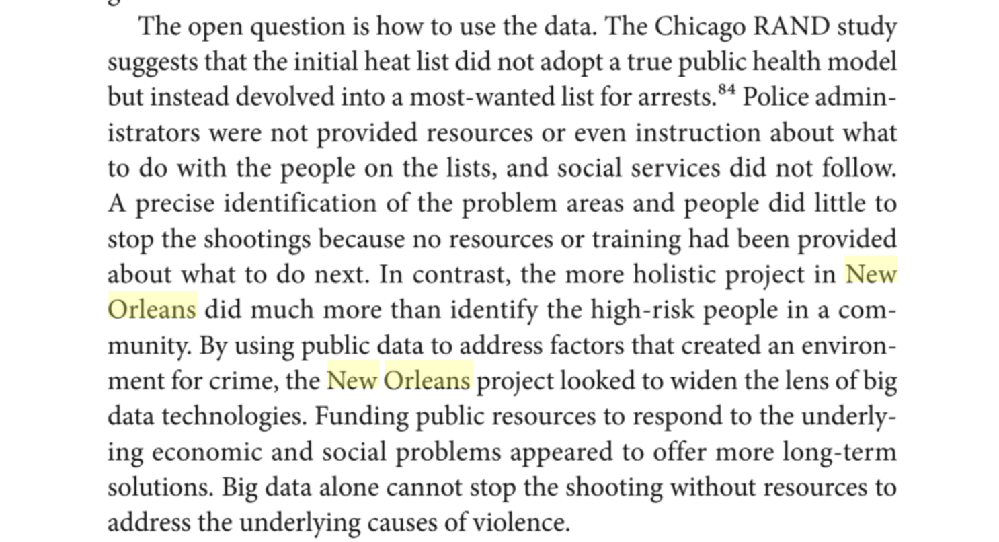 The open question is how to use the data. The Chicago RAND study
suggests that the initial heat list did not adopt a true public health model
but instead devolved into a most-wanted list for arrests.84 Police admin-
istrators were not provided resources or even instruction about what
to do with the people on the lists, and social services did not follow.
A precise identification of the problem areas and people did little to
stop the shootings because no resources or training had been provided
about what to do next. In contrast, the more holistic project in New
Orleans did much more than identify the high-risk people in a com-
munity. By using public data to address factors that created an environ-
ment for crime, the New Orleans project looked to widen the lens of big
data technologies. Funding public resources to respond to the underly-
ing economic and social problems appeared to offer more long-term
solutions. Big data alone cannot stop the shooting without resources to
address the underlying causes of violence.